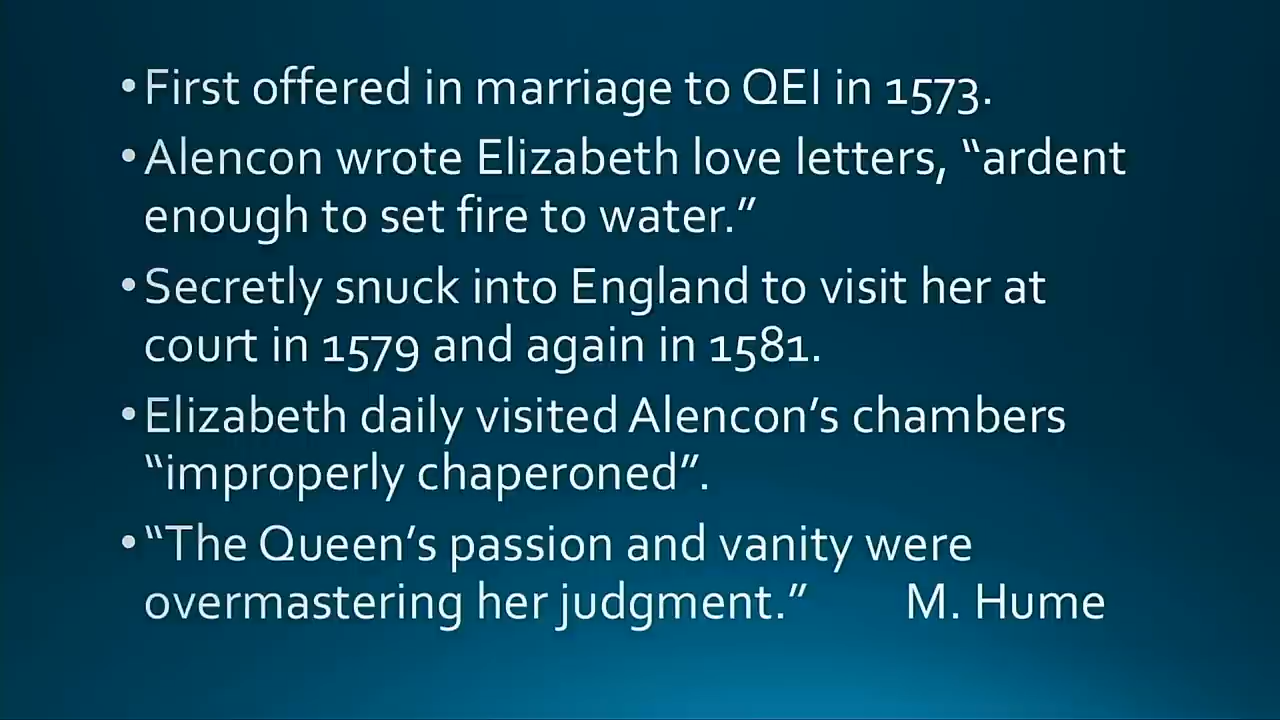 •First offered in marriage to QEI in 1573.
•Alencon wrote Elizabeth love letters, “ardent
enough to set fire to water.”
•Secretly snuck into England to visit her at
court in 1579 and again in 1581.
•Elizabeth daily visited Alencon’s chambers
“improperly chaperoned”.
•“The Queen’s passion and vanity were
overmastering her judgment.” M. Hume